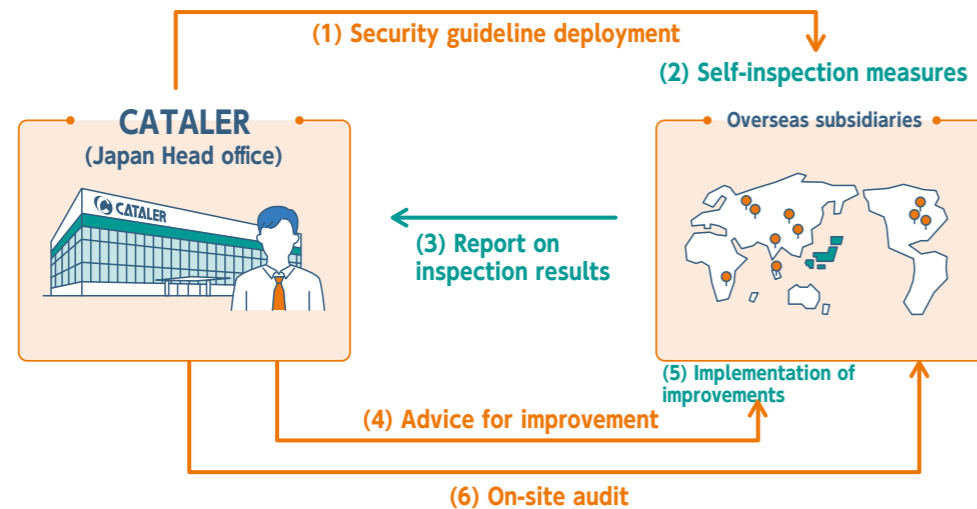 (1) Security guideline deployment
(2) Self-inspection measures
CATALER
(Japan Head office)
CATALER
Overseas subsidiaries
(3) Report on
inspection results
(4) Advice for improvement
(5) Implementation of
improvements
(6) On-site audit